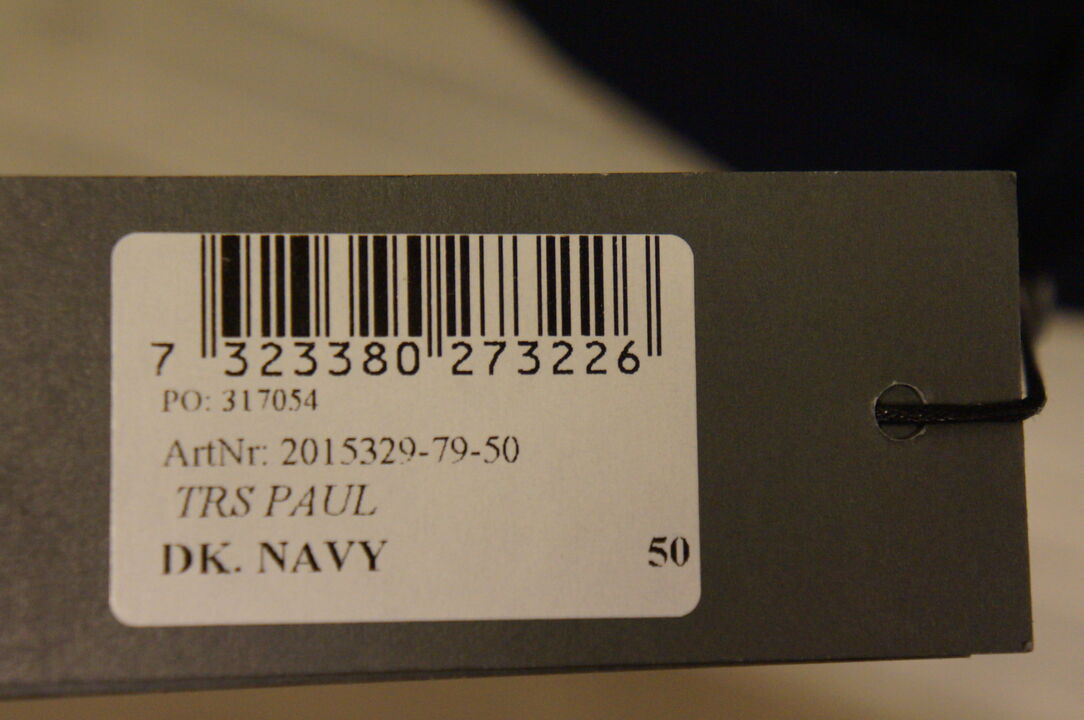 7 323380 273226
PO: 317054
ArtNr: 2015329-79-50
TRS PAUL
DK. NAVY 50